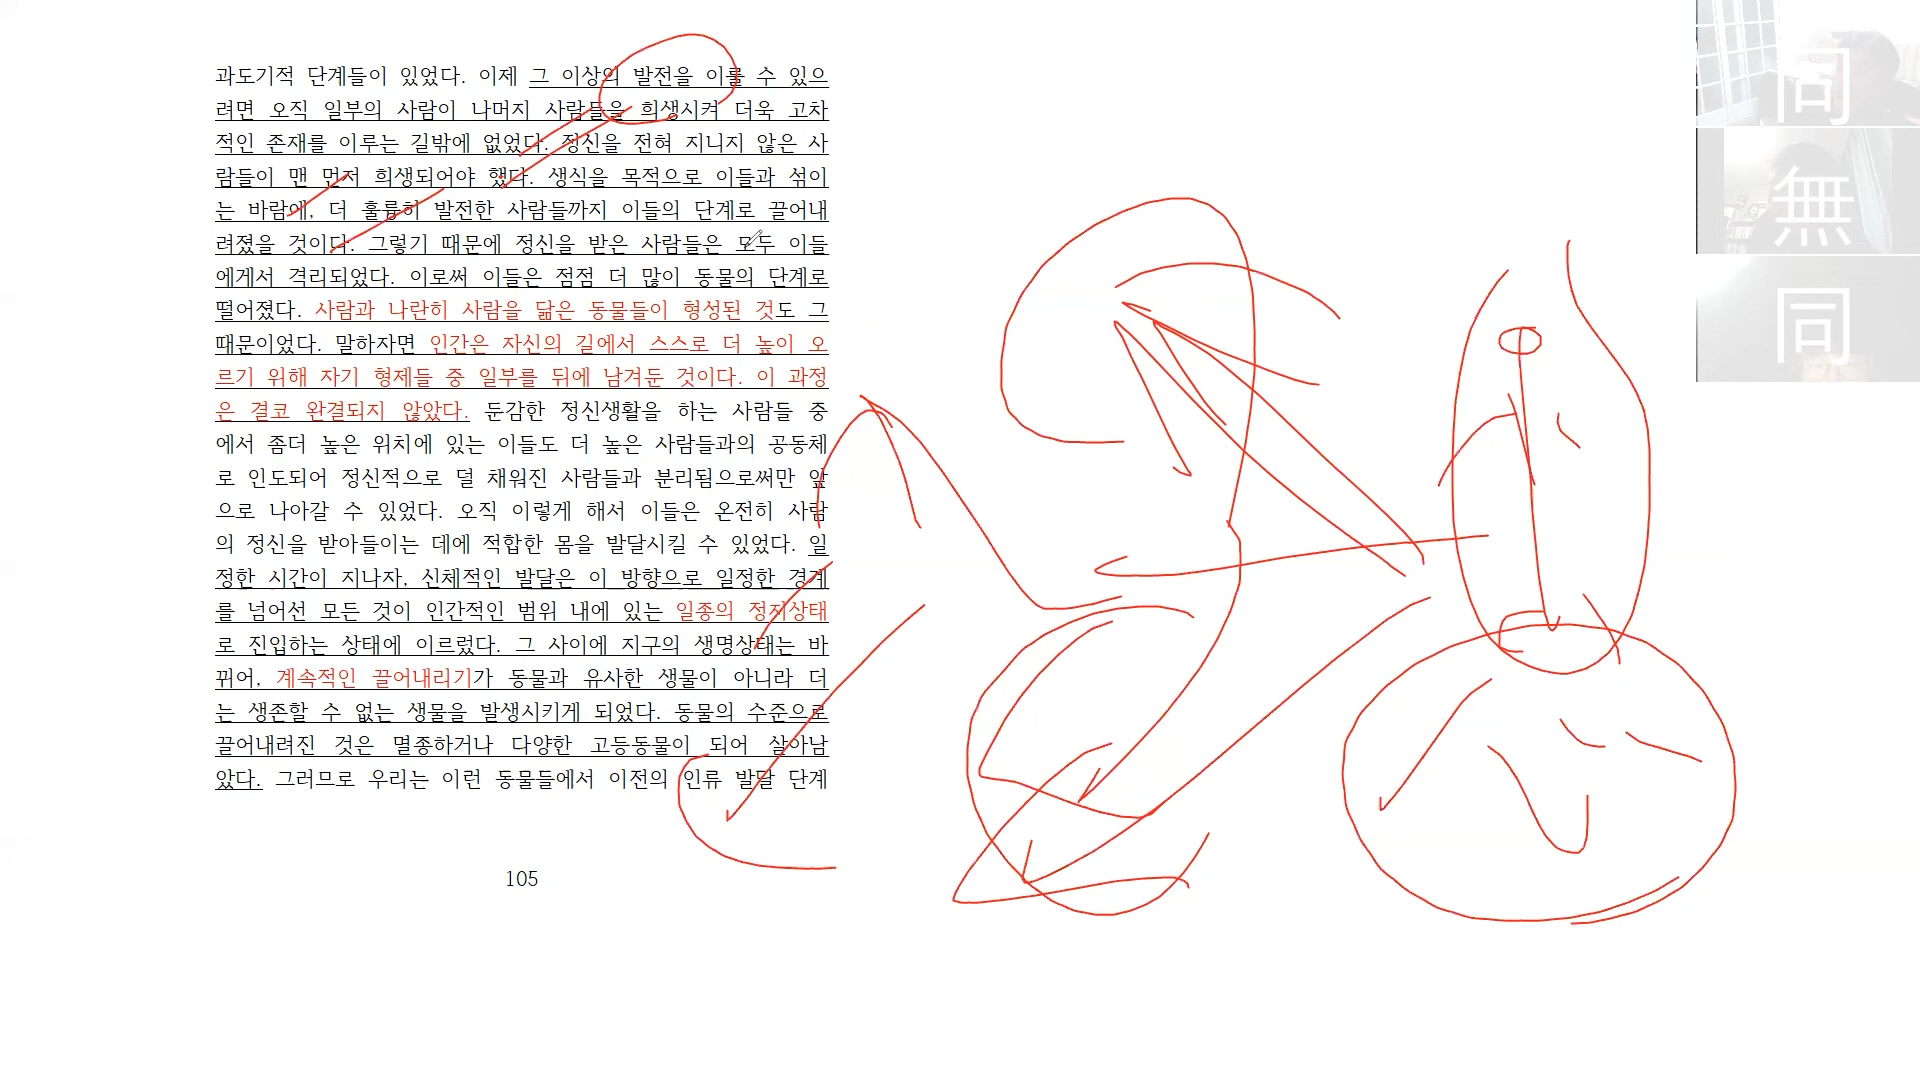 과도기적 단계들이 있었다. 이제 그 이상의 발전을 이룰 수 있으
려면 오직 일부의 사람이 나머지 사람들을 희생시켜 더욱 고차
적인 존재를 이루는 길밖에 없었다. 정신을 전혀 지니지 않은 사
람들이 맨 먼저 희생되어야 했다. 생식을 목적으로 이들과 섞이
는 바람에, 더 훌륭히 발전한 사람들까지 이들의 단계로 끌어내
려졌을 것이다. 그렇기 때문에 정신을 받은 사람들은 모두 이들
에게서 격리되었다. 이로써 이들은 점점 더 많이 동물의 단계로
떨어졌다. 사람과 나란히 사람을 닮은 동물들이 형성된 것도 그
때문이었다. 말하자면 인간은 자신의 길에서 스스로 더 높이 오
르기 위해 자기 형제들 중 일부를 뒤에 남겨둔 것이다. 이 과정
은 결코 완결되지 않았다. 둔감한 정신생활을 하는 사람들 중
에서 좀더 높은 위치에 있는 이들도 더 높은 사람들과의 공동체
로 인도되어 정신적으로 덜 채워진 사람들과 분리됨으로써만 앞
으로 나아갈 수 있었다. 오직 이렇게 해서 이들은 온전히 사람
의 정신을 받아들이는 데에 적합한 몸을 발달시킬 수 있었다. 일
정한 시간이 지나자, 신체적인 발달은 이 방향으로 일정한 경계
를 넘어선 모든 것이 인간적인 범위 내에 있는 일종의 정지상태
로 진입하는 상태에 이르렀다. 그 사이에 지구의 생명상태는 바
뀌어, 계속적인 끌어내리기가 동물과 유사한 생물이 아니라 더
는 생존할 수 없는 생물을 발생시키게 되었다. 동물의 수준으로
끌어내려진 것은 멸종하거나 다양한 고등동물이 되어 살아남
았다. 그러므로 우리는 이런 동물들에서 이전의 인류 발달 단계
105
同
無
同